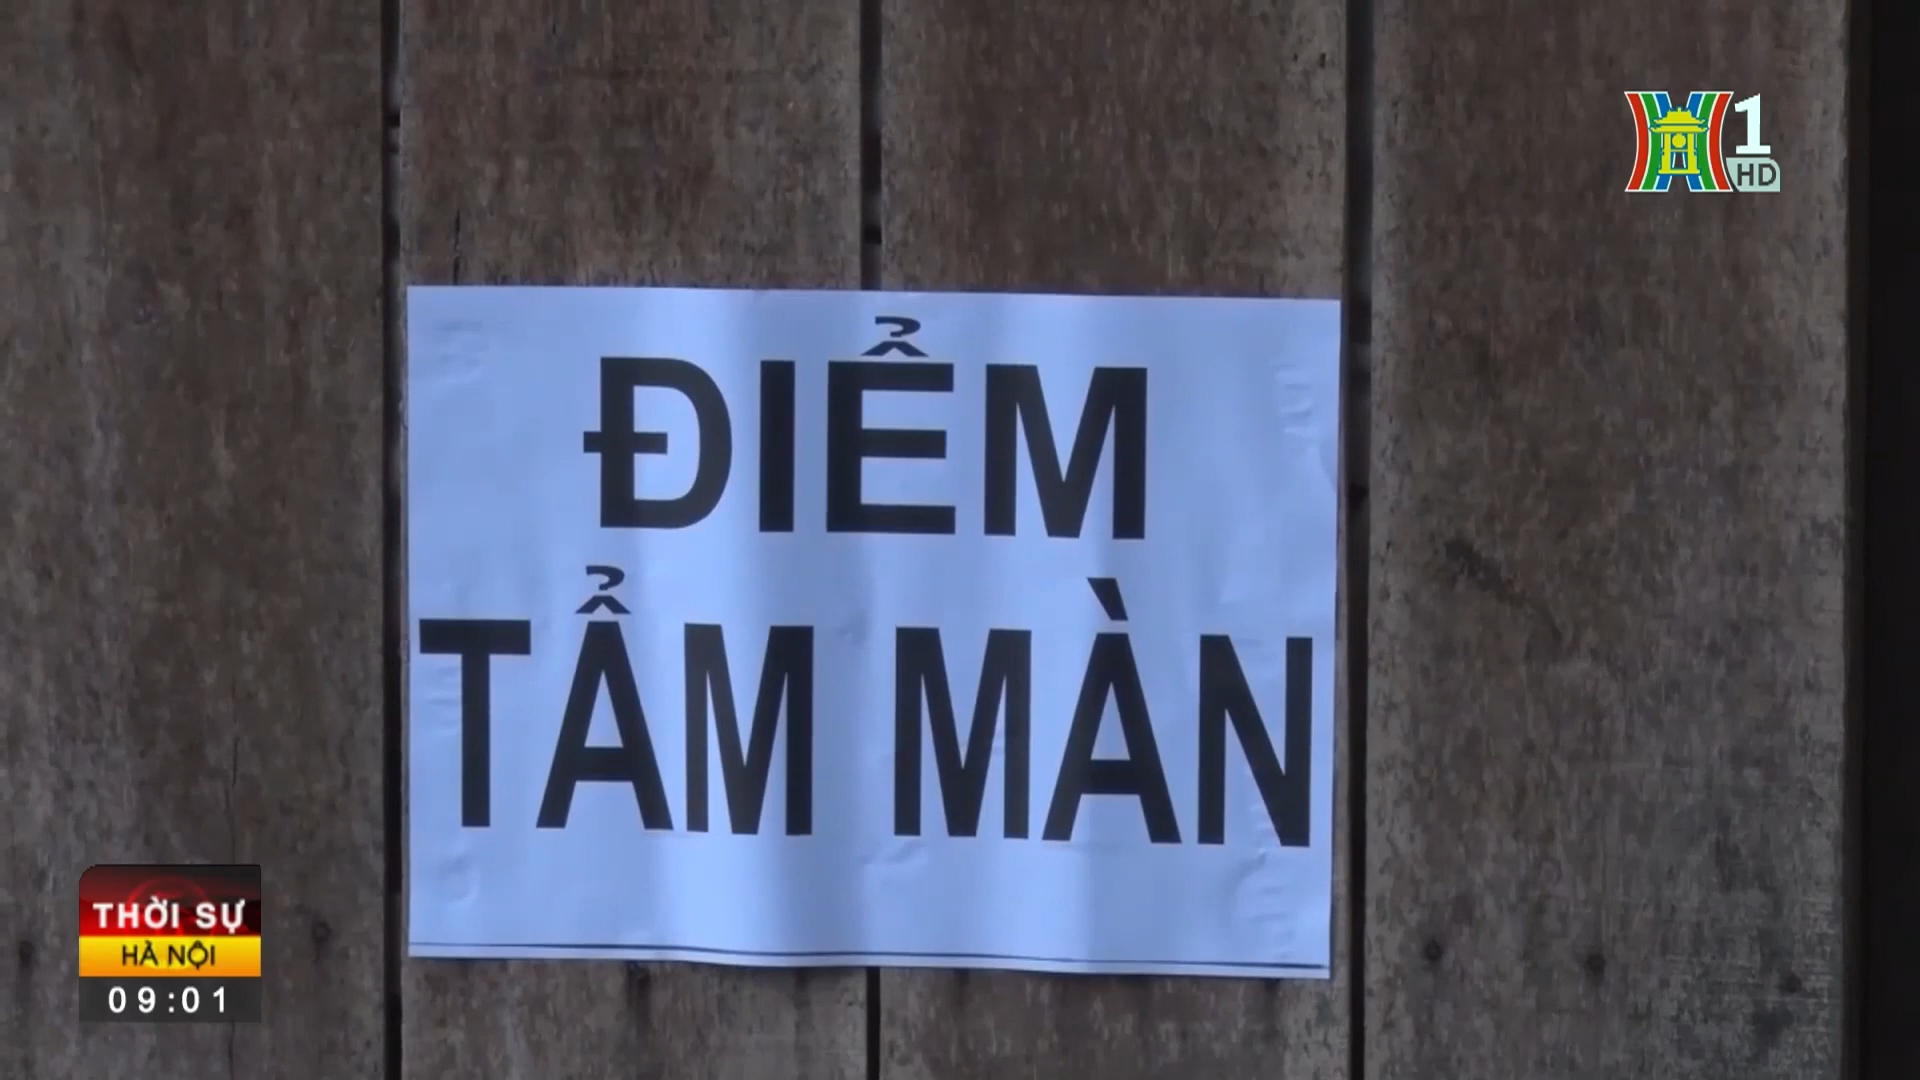 1
HD
ĐIỂM
TẨM MÀN
THỜI SỰ
HÀ NỘI
09:01